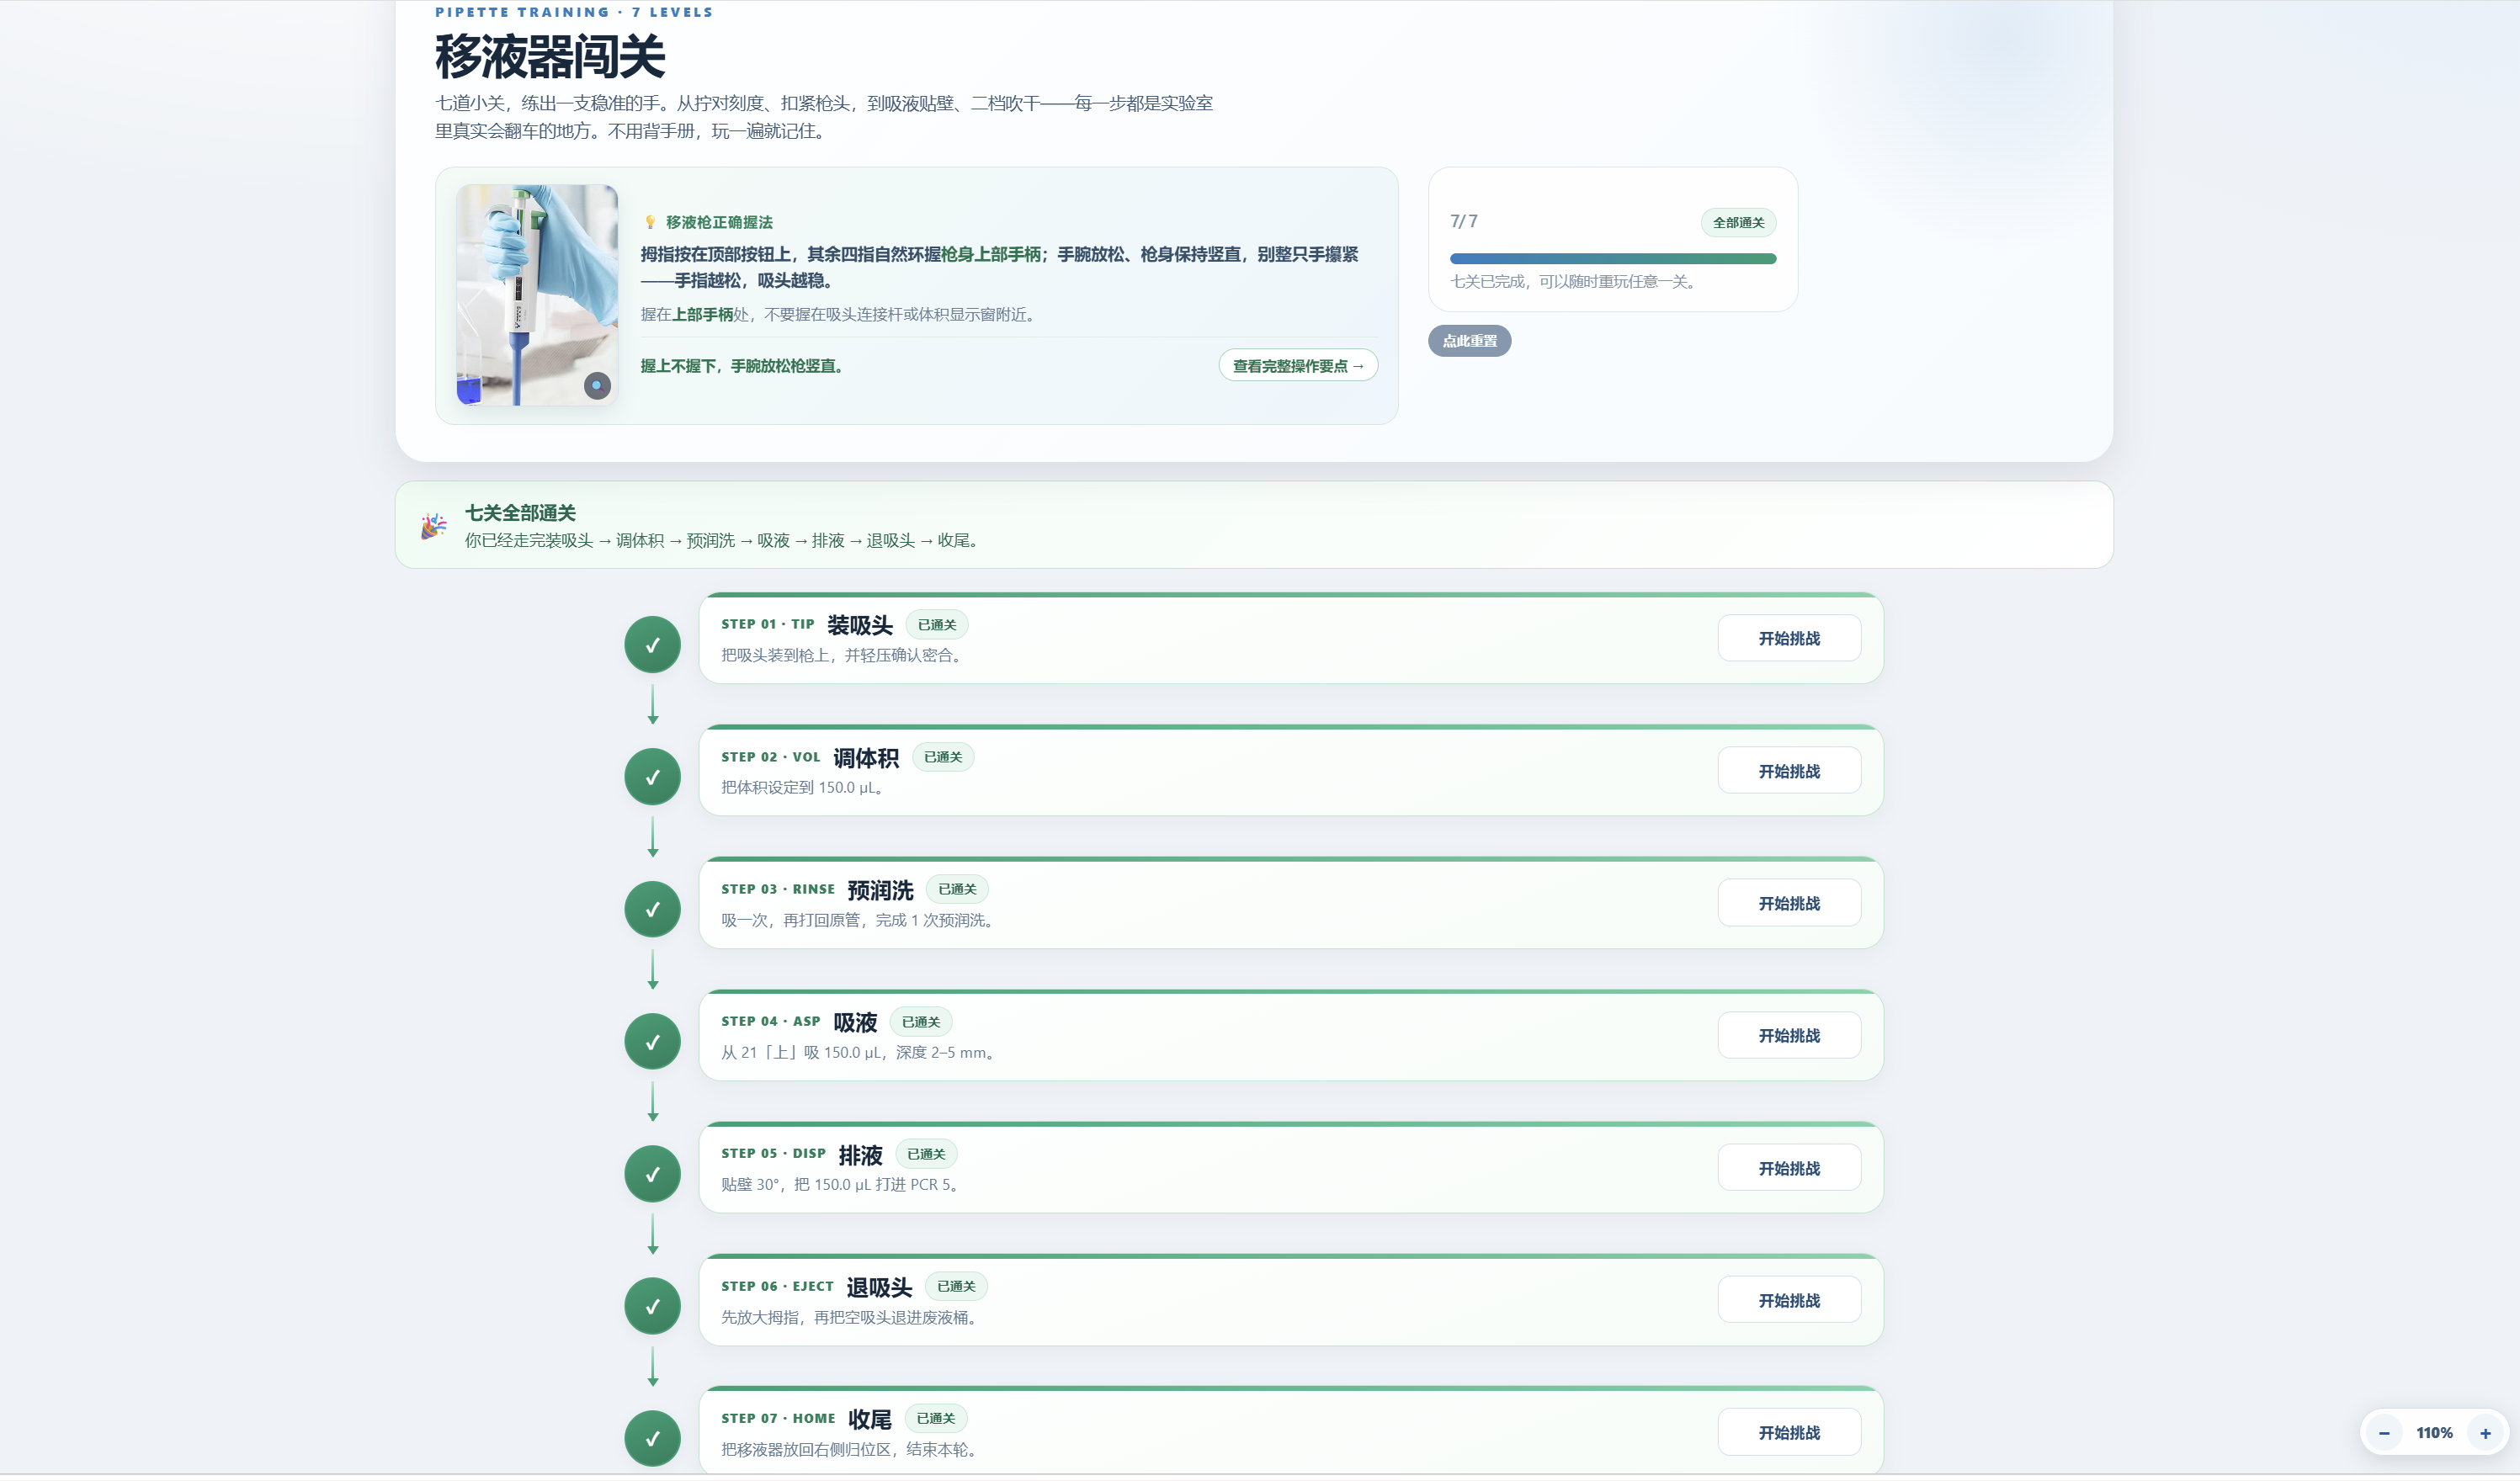 PIPETTE TRAINING · 7 LEVELS
移液器闯关
七道小关，练出一支稳准的手。从拧对刻度、扣紧枪头，到吸液贴壁、二档吹干——每一步都是实验室
里真实会翻车的地方。不用背手册，玩一遍就记住。
移液枪正确握法
拇指按在顶部按钮上，其余四指自然环握枪身上部手柄；手腕放松、枪身保持竖直，别整只手攥紧
——手指越松，吸头越稳。
握在上部手柄处，不要握在吸头连接杆或体积显示窗附近。
握上不握下，手腕放松枪竖直。
查看完整操作要点 →
7/7
全部通关
七关已完成，可以随时重玩任意一关。
点此重置
七关全部通关
你已经走完装吸头 → 调体积 → 预润洗 → 吸液 → 排液 → 退吸头 → 收尾。
STEP 01 · TIP 装吸头 已通关
把吸头装到枪上，并轻压确认密合。
开始挑战
STEP 02 · VOL 调体积 已通关
把体积设定到 150.0 µL。
开始挑战
STEP 03 · RINSE 预润洗 已通关
吸一次，再打回原管，完成 1 次预润洗。
开始挑战
STEP 04 · ASP 吸液 已通关
从 21「上」吸 150.0 µL，深度 2–5 mm。
开始挑战
STEP 05 · DISP 排液 已通关
贴壁 30°，把 150.0 µL 打进 PCR 5。
开始挑战
STEP 06 · EJECT 退吸头 已通关
先放大拇指，再把空吸头退进废液桶。
开始挑战
STEP 07 · HOME 收尾 已通关
把移液器放回右侧归位区，结束本轮。
开始挑战
− 110% +